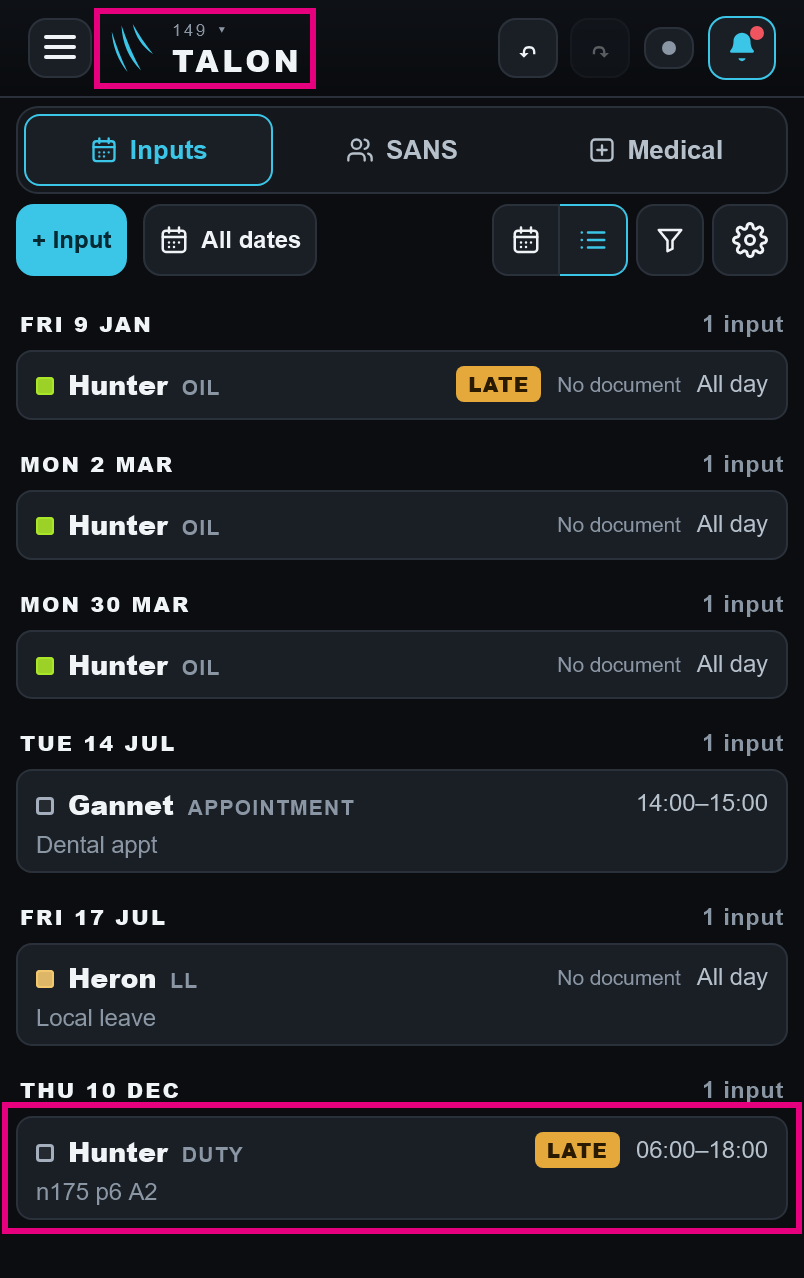 149 ▾
TALON
Inputs
SANS
Medical
+ Input
All dates
FRI 9 JAN 1 input
Hunter OIL LATE No document All day
MON 2 MAR 1 input
Hunter OIL No document All day
MON 30 MAR 1 input
Hunter OIL No document All day
TUE 14 JUL 1 input
Gannet APPOINTMENT 14:00–15:00
Dental appt
FRI 17 JUL 1 input
Heron LL No document All day
Local leave
THU 10 DEC 1 input
Hunter DUTY LATE 06:00–18:00
n175 p6 A2